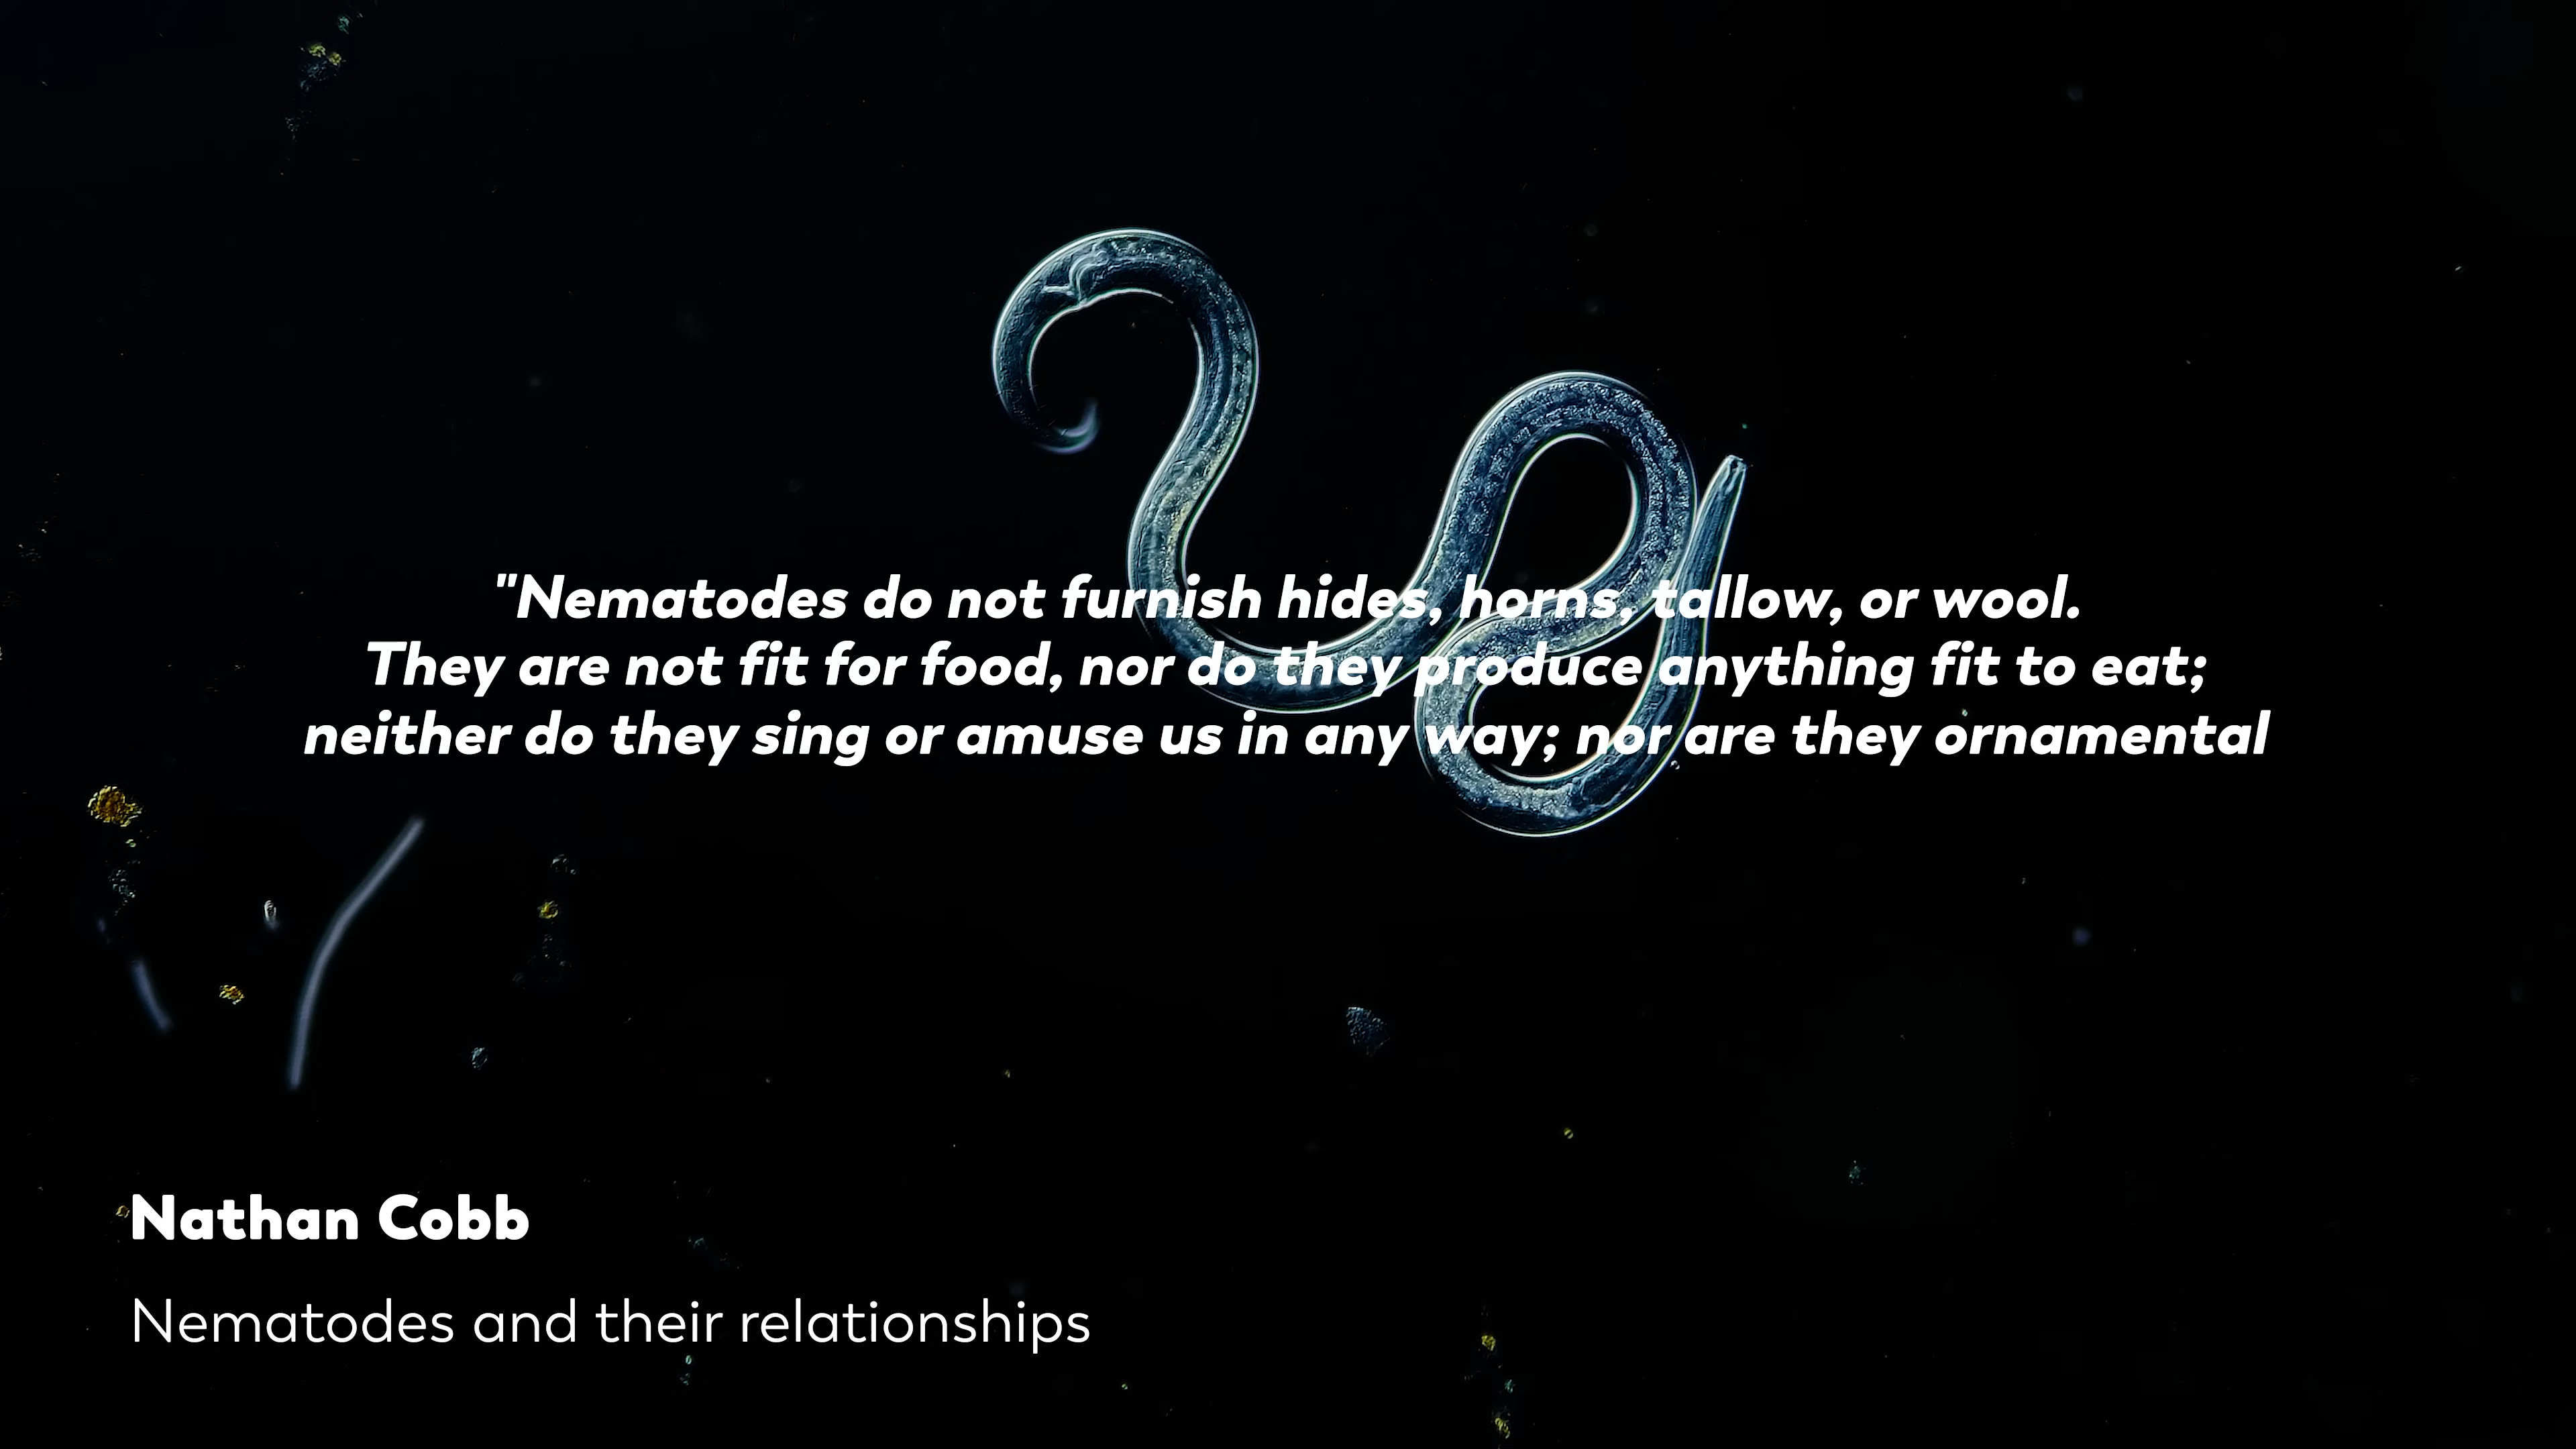 "Nematodes do not furnish hides, horns, tallow, or wool.
They are not fit for food, nor do they produce anything fit to eat;
neither do they sing or amuse us in any way; nor are they ornamental
Nathan Cobb
Nematodes and their relationships